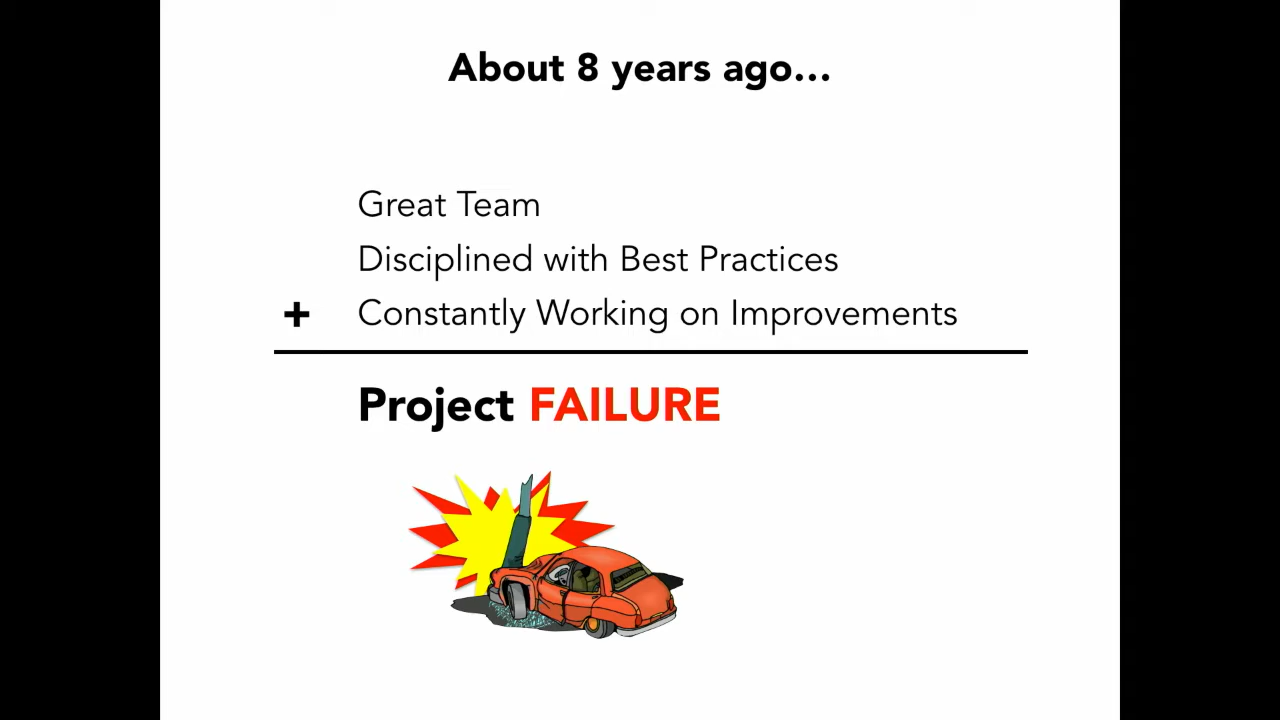 About 8 years ago...
Great Team
Disciplined with Best Practices
+ Constantly Working on Improvements
Project FAILURE